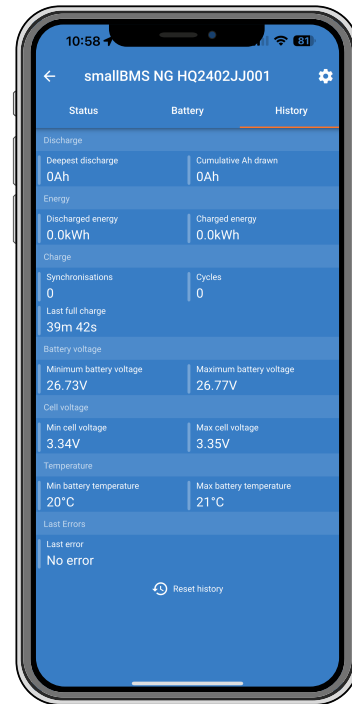 10:58
81
smallBMS NG HQ2402JJ001
Status Battery History
Discharge
Deepest discharge Cumulative Ah drawn
0Ah 0Ah
Energy
Discharged energy Charged energy
0.0kWh 0.0kWh
Charge
Synchronisations Cycles
0 0
Last full charge
39m 42s
Battery voltage
Minimum battery voltage Maximum battery voltage
26.73V 26.77V
Cell voltage
Min cell voltage Max cell voltage
3.34V 3.35V
Temperature
Min battery temperature Max battery temperature
20°C 21°C
Last Errors
Last error
No error
Reset history